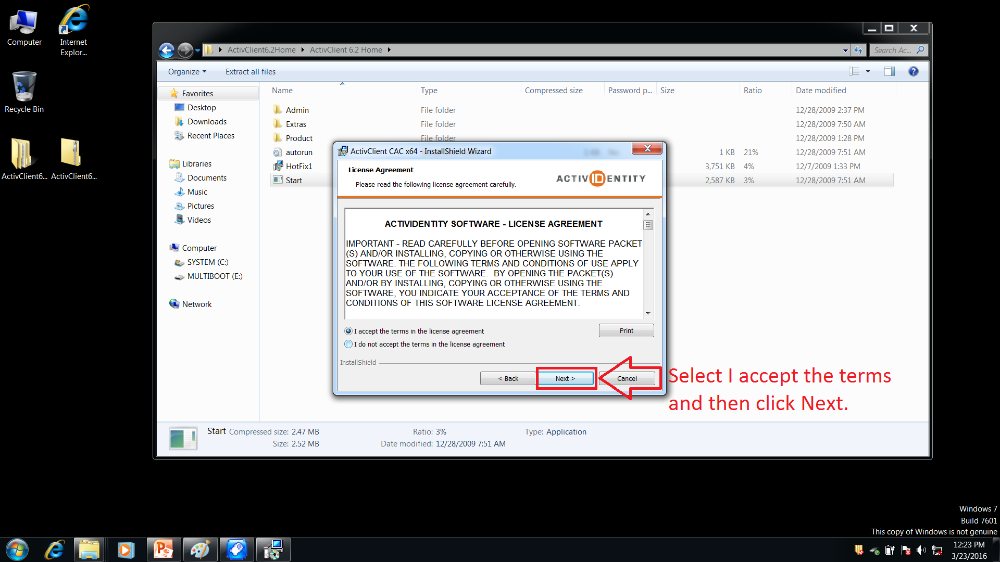 Computer
Internet
Explor...
Recycle Bin
ActivClient6...
ActivClient6...
ActivClient6.2Home
ActivClient 6.2 Home
Search Ac...
Organize
Extract all files
Favorites
Desktop
Downloads
Recent Places
Libraries
Documents
Music
Pictures
Videos
Computer
SYSTEM (C:)
MULTIBOOT (E:)
Network
Name Type Compressed size Password p... Size Ratio Date modified
Admin File folder 12/28/2009 2:37 PM
Extras File folder 12/28/2009 7:50 AM
Product File folder 12/28/2009 1:28 PM
autorun 1 KB 21% 12/28/2009 7:51 AM
HotFix1 3,751 KB 4% 12/7/2009 1:33 PM
Start 2,587 KB 3% 12/28/2009 7:51 AM
ActivClient CAC x64 - InstallShield Wizard
License Agreement
Please read the following license agreement carefully.
ACTIVIDENTITY
ACTIVIDENTITY SOFTWARE - LICENSE AGREEMENT
IMPORTANT - READ CAREFULLY BEFORE OPENING SOFTWARE PACKET
(S) AND/OR INSTALLING, COPYING OR OTHERWISE USING THE
SOFTWARE. THE FOLLOWING TERMS AND CONDITIONS OF USE APPLY
TO YOUR USE OF THE SOFTWARE. BY OPENING THE PACKET(S)
AND/OR BY INSTALLING, COPYING OR OTHERWISE USING THE
SOFTWARE, YOU INDICATE YOUR ACCEPTANCE OF THE TERMS AND
CONDITIONS OF THIS SOFTWARE LICENSE AGREEMENT.
I accept the terms in the license agreement
Print
I do not accept the terms in the license agreement
InstallShield
< Back
Next >
Cancel
Select I accept the terms
and then click Next.
Start Compressed size: 2.47 MB Ratio: 3% Type: Application
Size: 2.52 MB Date modified: 12/28/2009 7:51 AM
Windows 7
Build 7601
This copy of Windows is not genuine
12:23 PM
3/23/2016